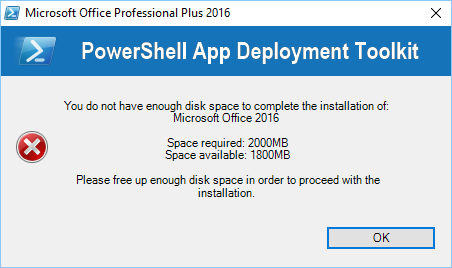 Microsoft Office Professional Plus 2016
PowerShell App Deployment Toolkit
You do not have enough disk space to complete the installation of:
Microsoft Office 2016
Space required: 2000MB
Space available: 1800MB
Please free up enough disk space in order to proceed with the
installation.
OK